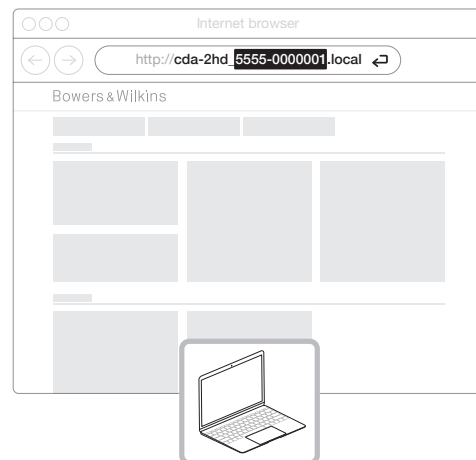 Internet browser
http://cda-2hd_5555-0000001.local
Bowers & Wilkins